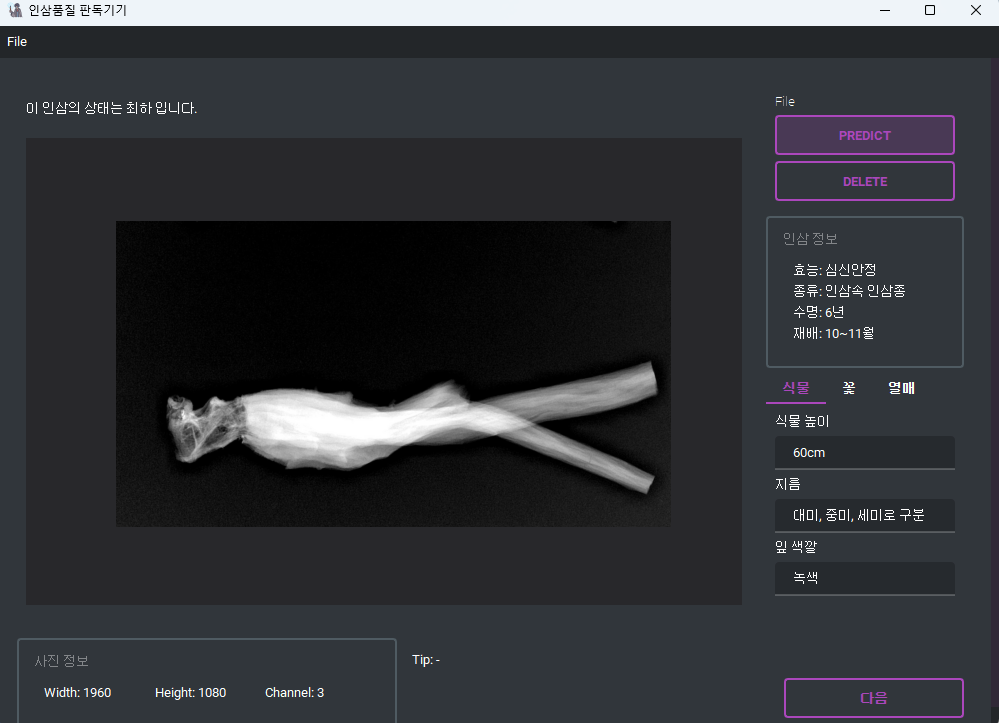 인삼품질 판독기기
File
이 인삼의 상태는 최하 입니다.
File
PREDICT
DELETE
인삼 정보
효능: 심신안정
종류: 인삼속 인삼종
수명: 6년
재배: 10~11월
식물 꽃 열매
식물 높이
60cm
지름
대미, 중미, 세미로 구분
잎 색깔
녹색
사진 정보
Width: 1960 Height: 1080 Channel: 3
Tip: -
다음